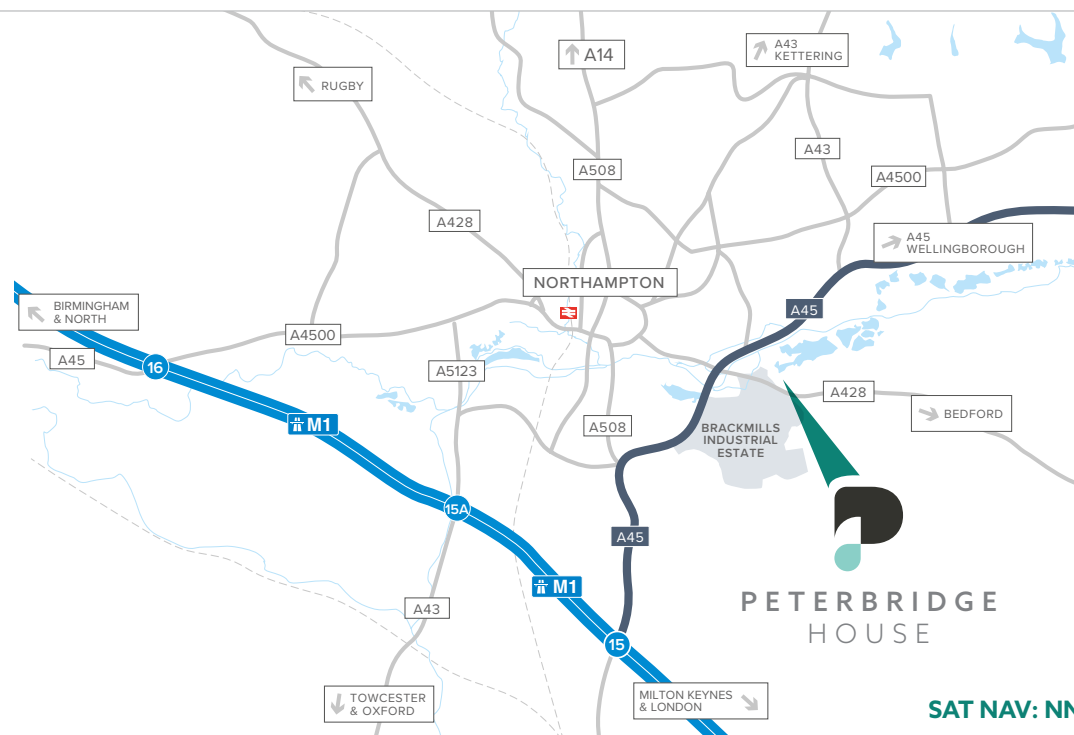 A14
A43
KETTERING
RUGBY
A43
A508
A4500
A428
A45
WELLINGBOROUGH
NORTHAMPTON
BIRMINGHAM
& NORTH
A45
A4500
A45
16
A5123
A428
M1
A508
BRACKMILLS
INDUSTRIAL
ESTATE
BEDFORD
15A
A45
M1
PETERBRIDGE
HOUSE
A43
15
TOWCESTER
& OXFORD
MILTON KEYNES
& LONDON
SAT NAV: NN